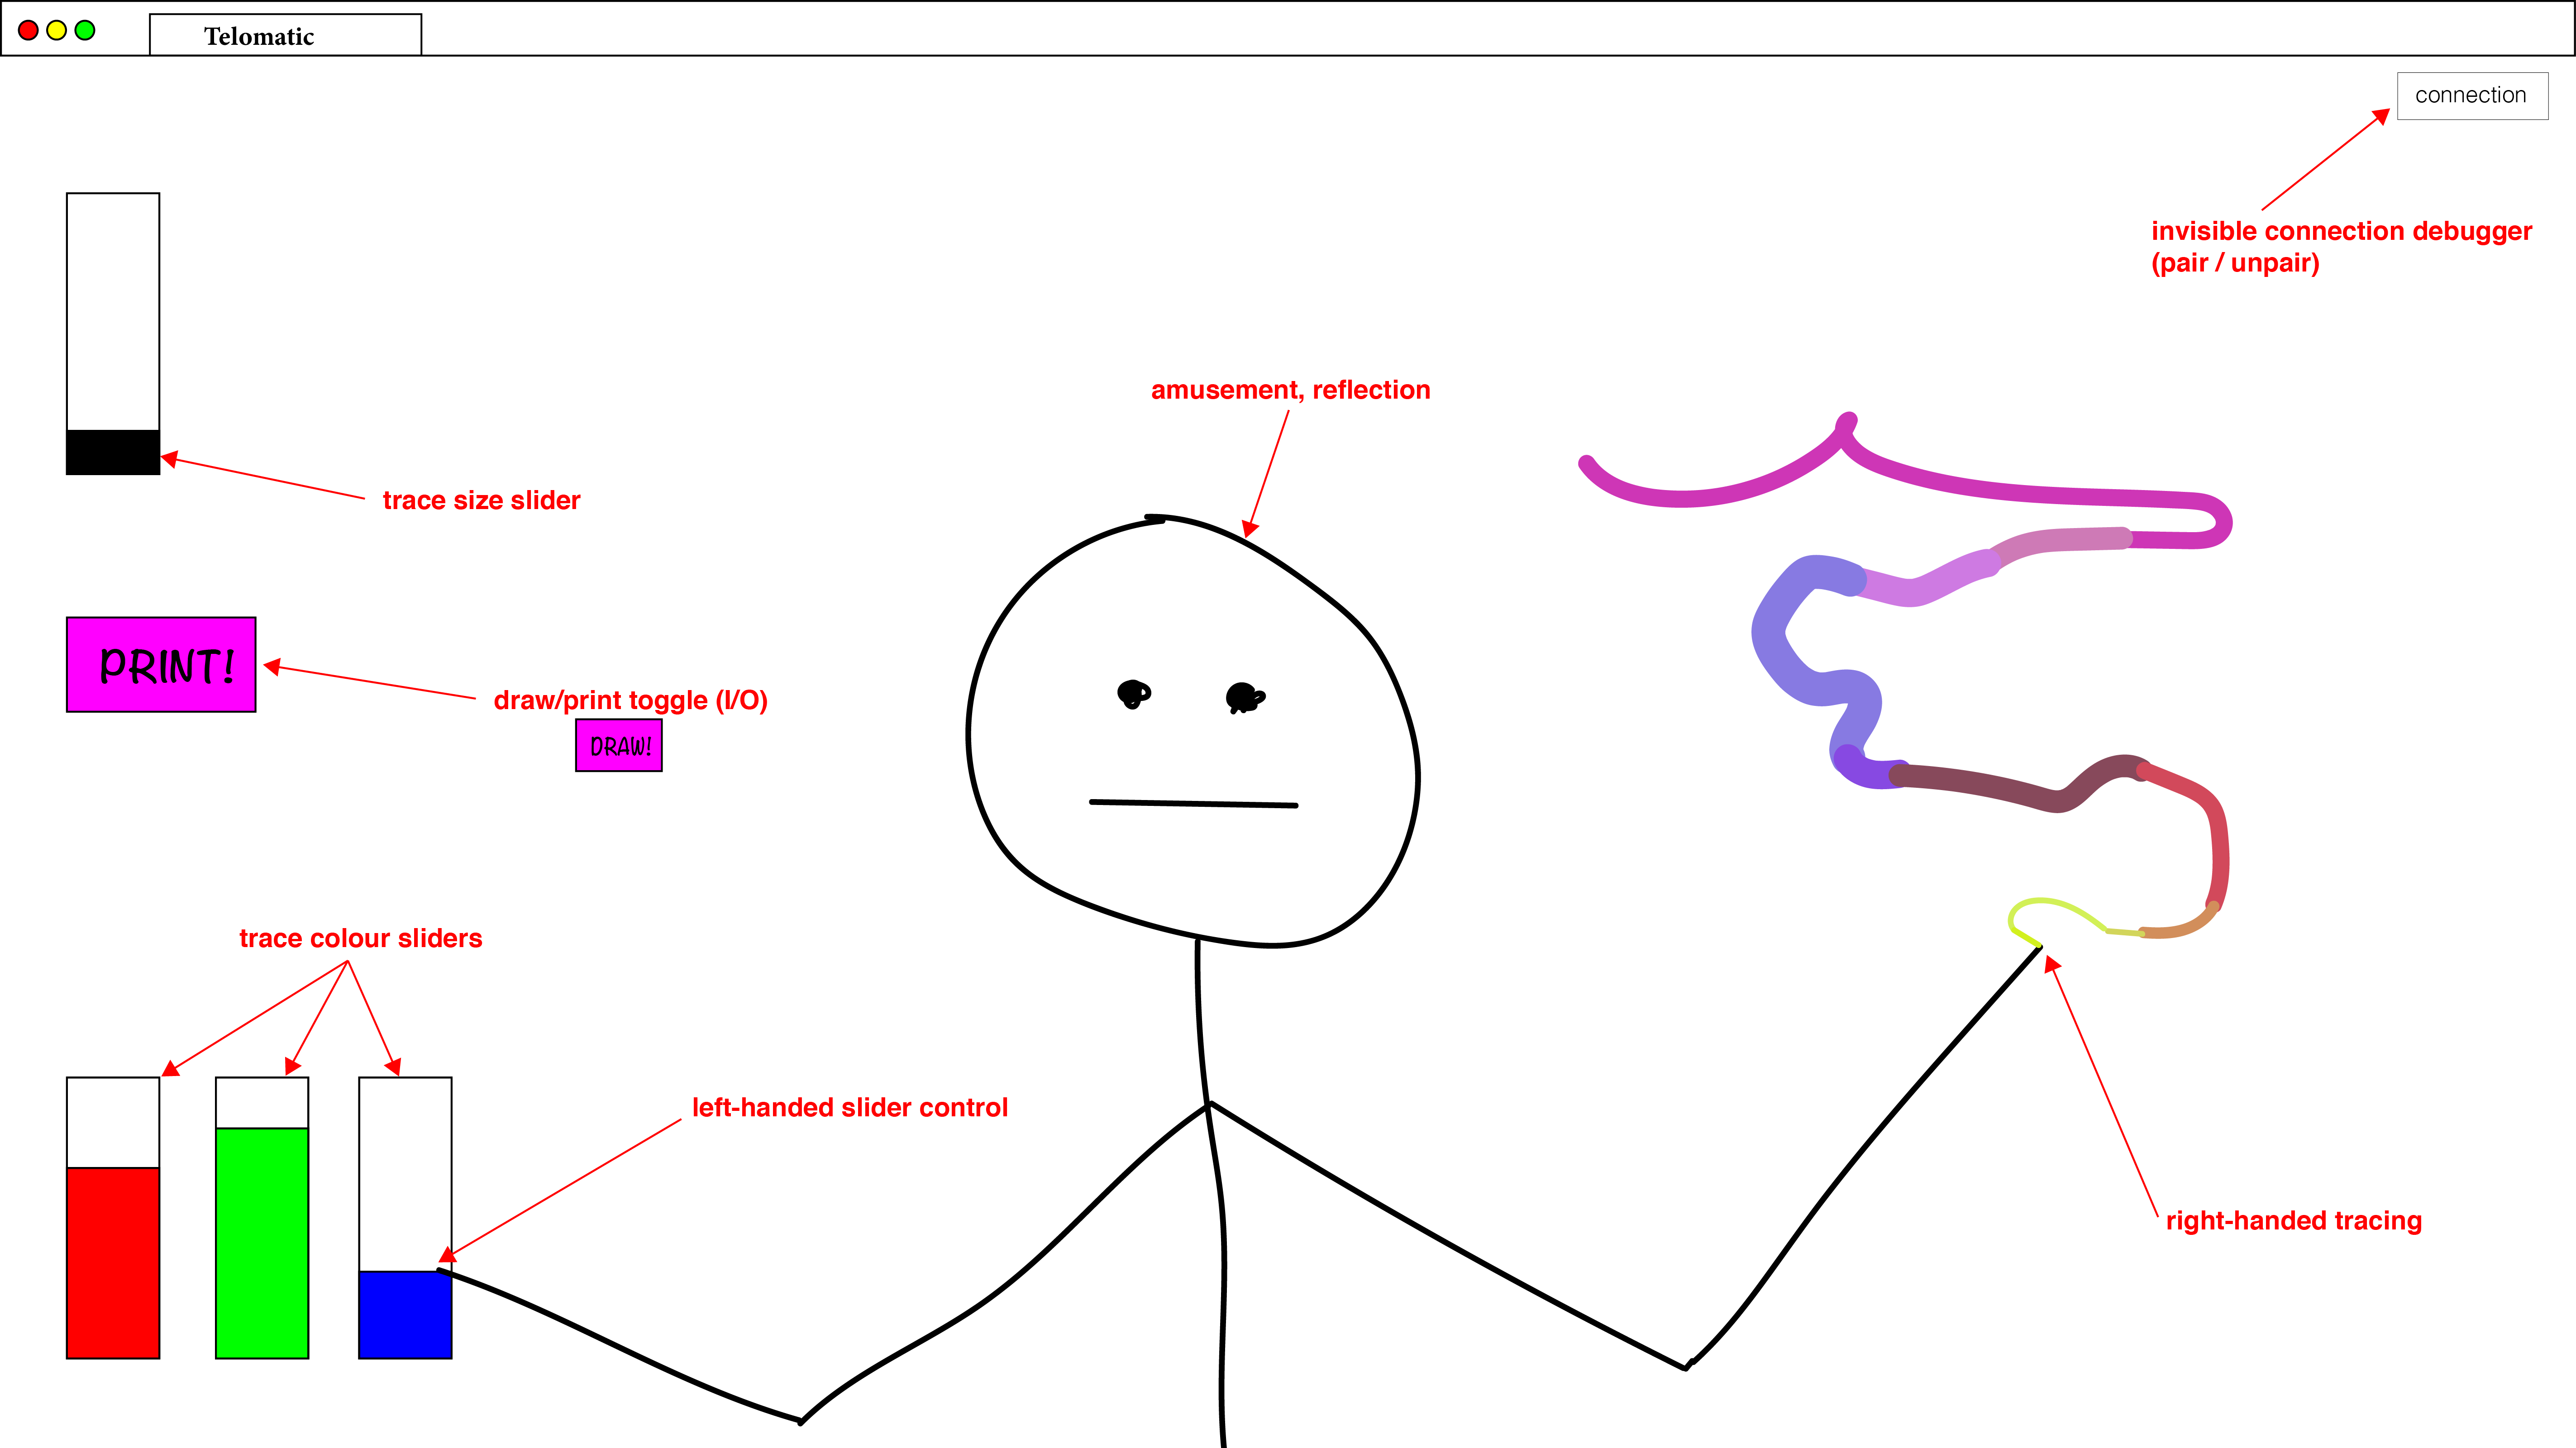 Telomatic
connection
invisible connection debugger
(pair / unpair)
amusement, reflection
trace size slider
PRINT!
draw/print toggle (I/O)
DRAW!
trace colour sliders
left-handed slider control
right-handed tracing